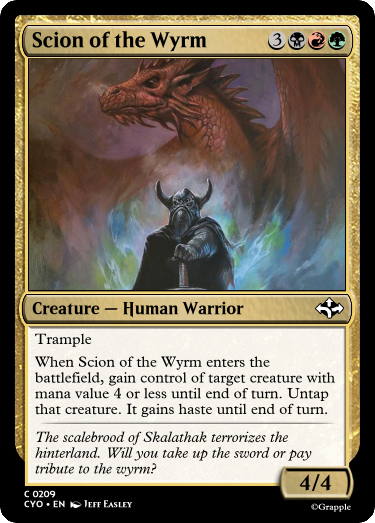 Scion of the Wyrm 3
Creature — Human Warrior
Trample
When Scion of the Wyrm enters the
battlefield, gain control of target creature with
mana value 4 or less until end of turn. Untap
that creature. It gains haste until end of turn.
The scalebrood of Skalathak terrorizes the
hinterland. Will you take up the sword or pay
tribute to the wyrm?
4/4
C 0209
CYO • EN Jeff Easley
©Grapple